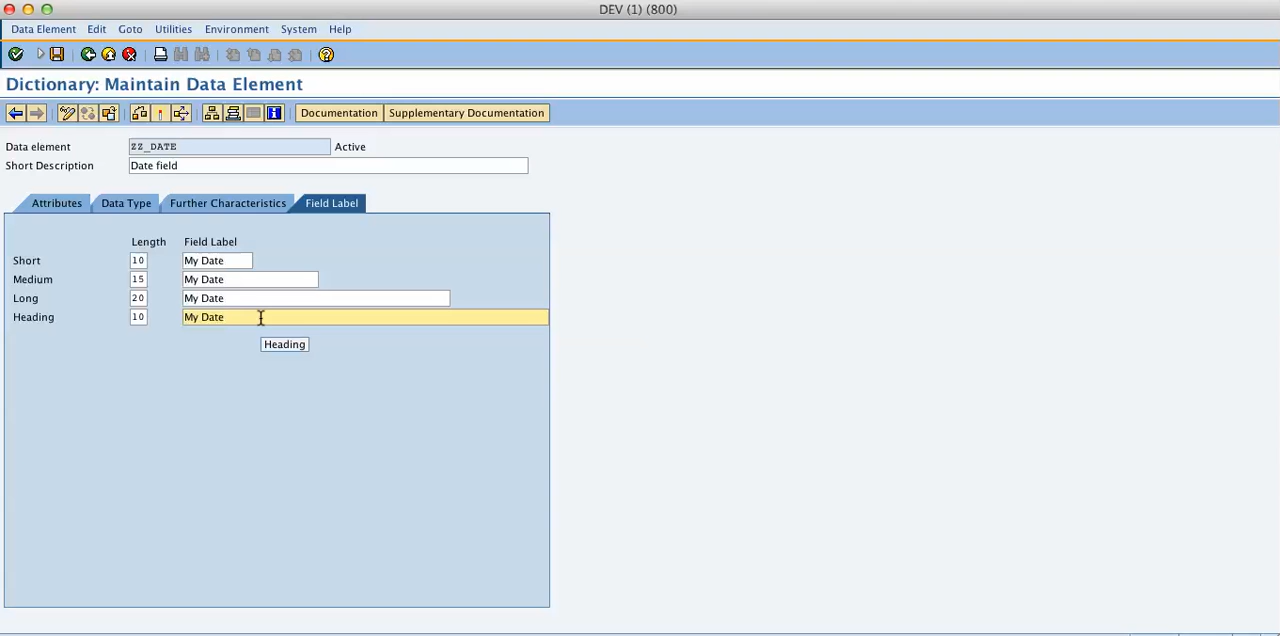 DEV (1) (800)
Data Element Edit Goto Utilities Environment System Help
Dictionary: Maintain Data Element
Documentation Supplementary Documentation
Data element ZZ_DATE Active
Short Description Date field
Attributes Data Type Further Characteristics Field Label
Length Field Label
Short 10 My Date
Medium 15 My Date
Long 20 My Date
Heading 10 My Date
Heading